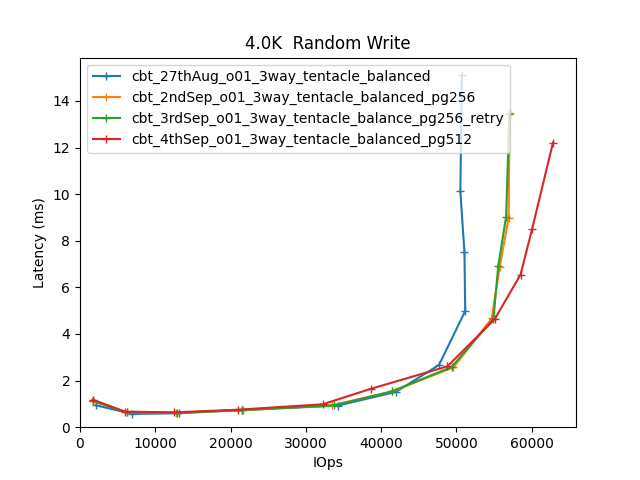 4.0K  Random Write
cbt_27thAug_o01_3way_tentacle_balanced
cbt_2ndSep_o01_3way_tentacle_balanced_pg256
cbt_3rdSep_o01_3way_tentacle_balance_pg256_retry
cbt_4thSep_o01_3way_tentacle_balanced_pg512
Latency (ms)
14
12
10
8
6
4
2
0
0 10000 20000 30000 40000 50000 60000
IOps